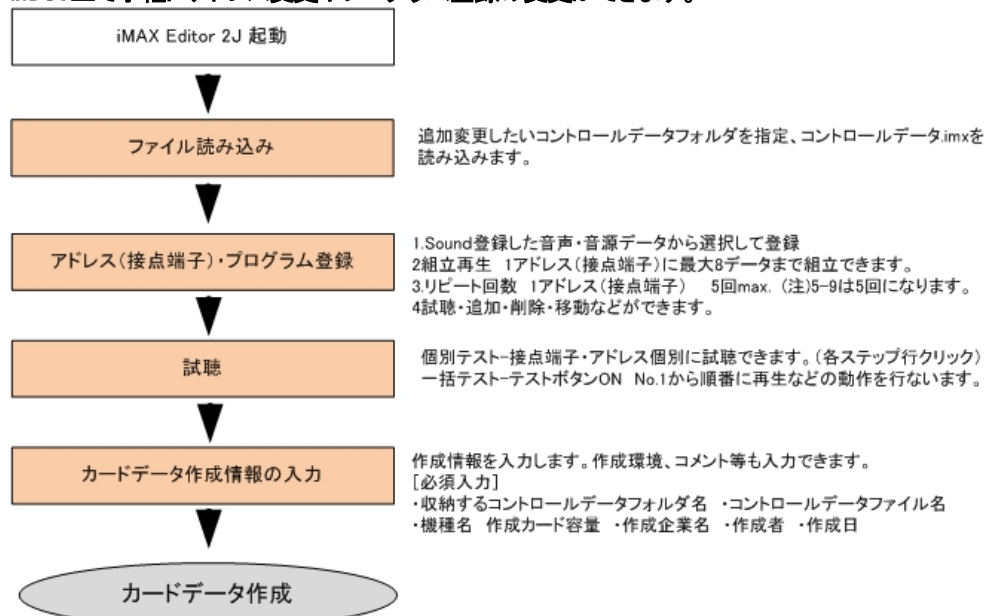 iMAX Editor 2J 起動
ファイル読み込み
追加変更したいコントロールデータフォルダを指定、コントロールデータ.imxを
読み込みます。
アドレス(接点端子)・プログラム登録
1.Sound登録した音声・音源データから選択して登録
2組立再生 1アドレス(接点端子)に最大8データまで組立できます。
3.リピート回数 1アドレス(接点端子) 5回max. (注)5-9は5回になります。
4試聴・追加・削除・移動などができます。
試聴
個別テスト-接点端子・アドレス個別に試聴できます。(各ステップ行クリック)
一括テスト-テストボタンON No.1から順番に再生などの動作を行ないます。
カードデータ作成情報の入力
作成情報を入力します。作成環境、コメント等も入力できます。
[必須入力]
・収納するコントロールデータフォルダ名 ・コントロールデータファイル名
・機種名 作成カード容量 ・作成企業名 ・作成者 ・作成日
カードデータ作成